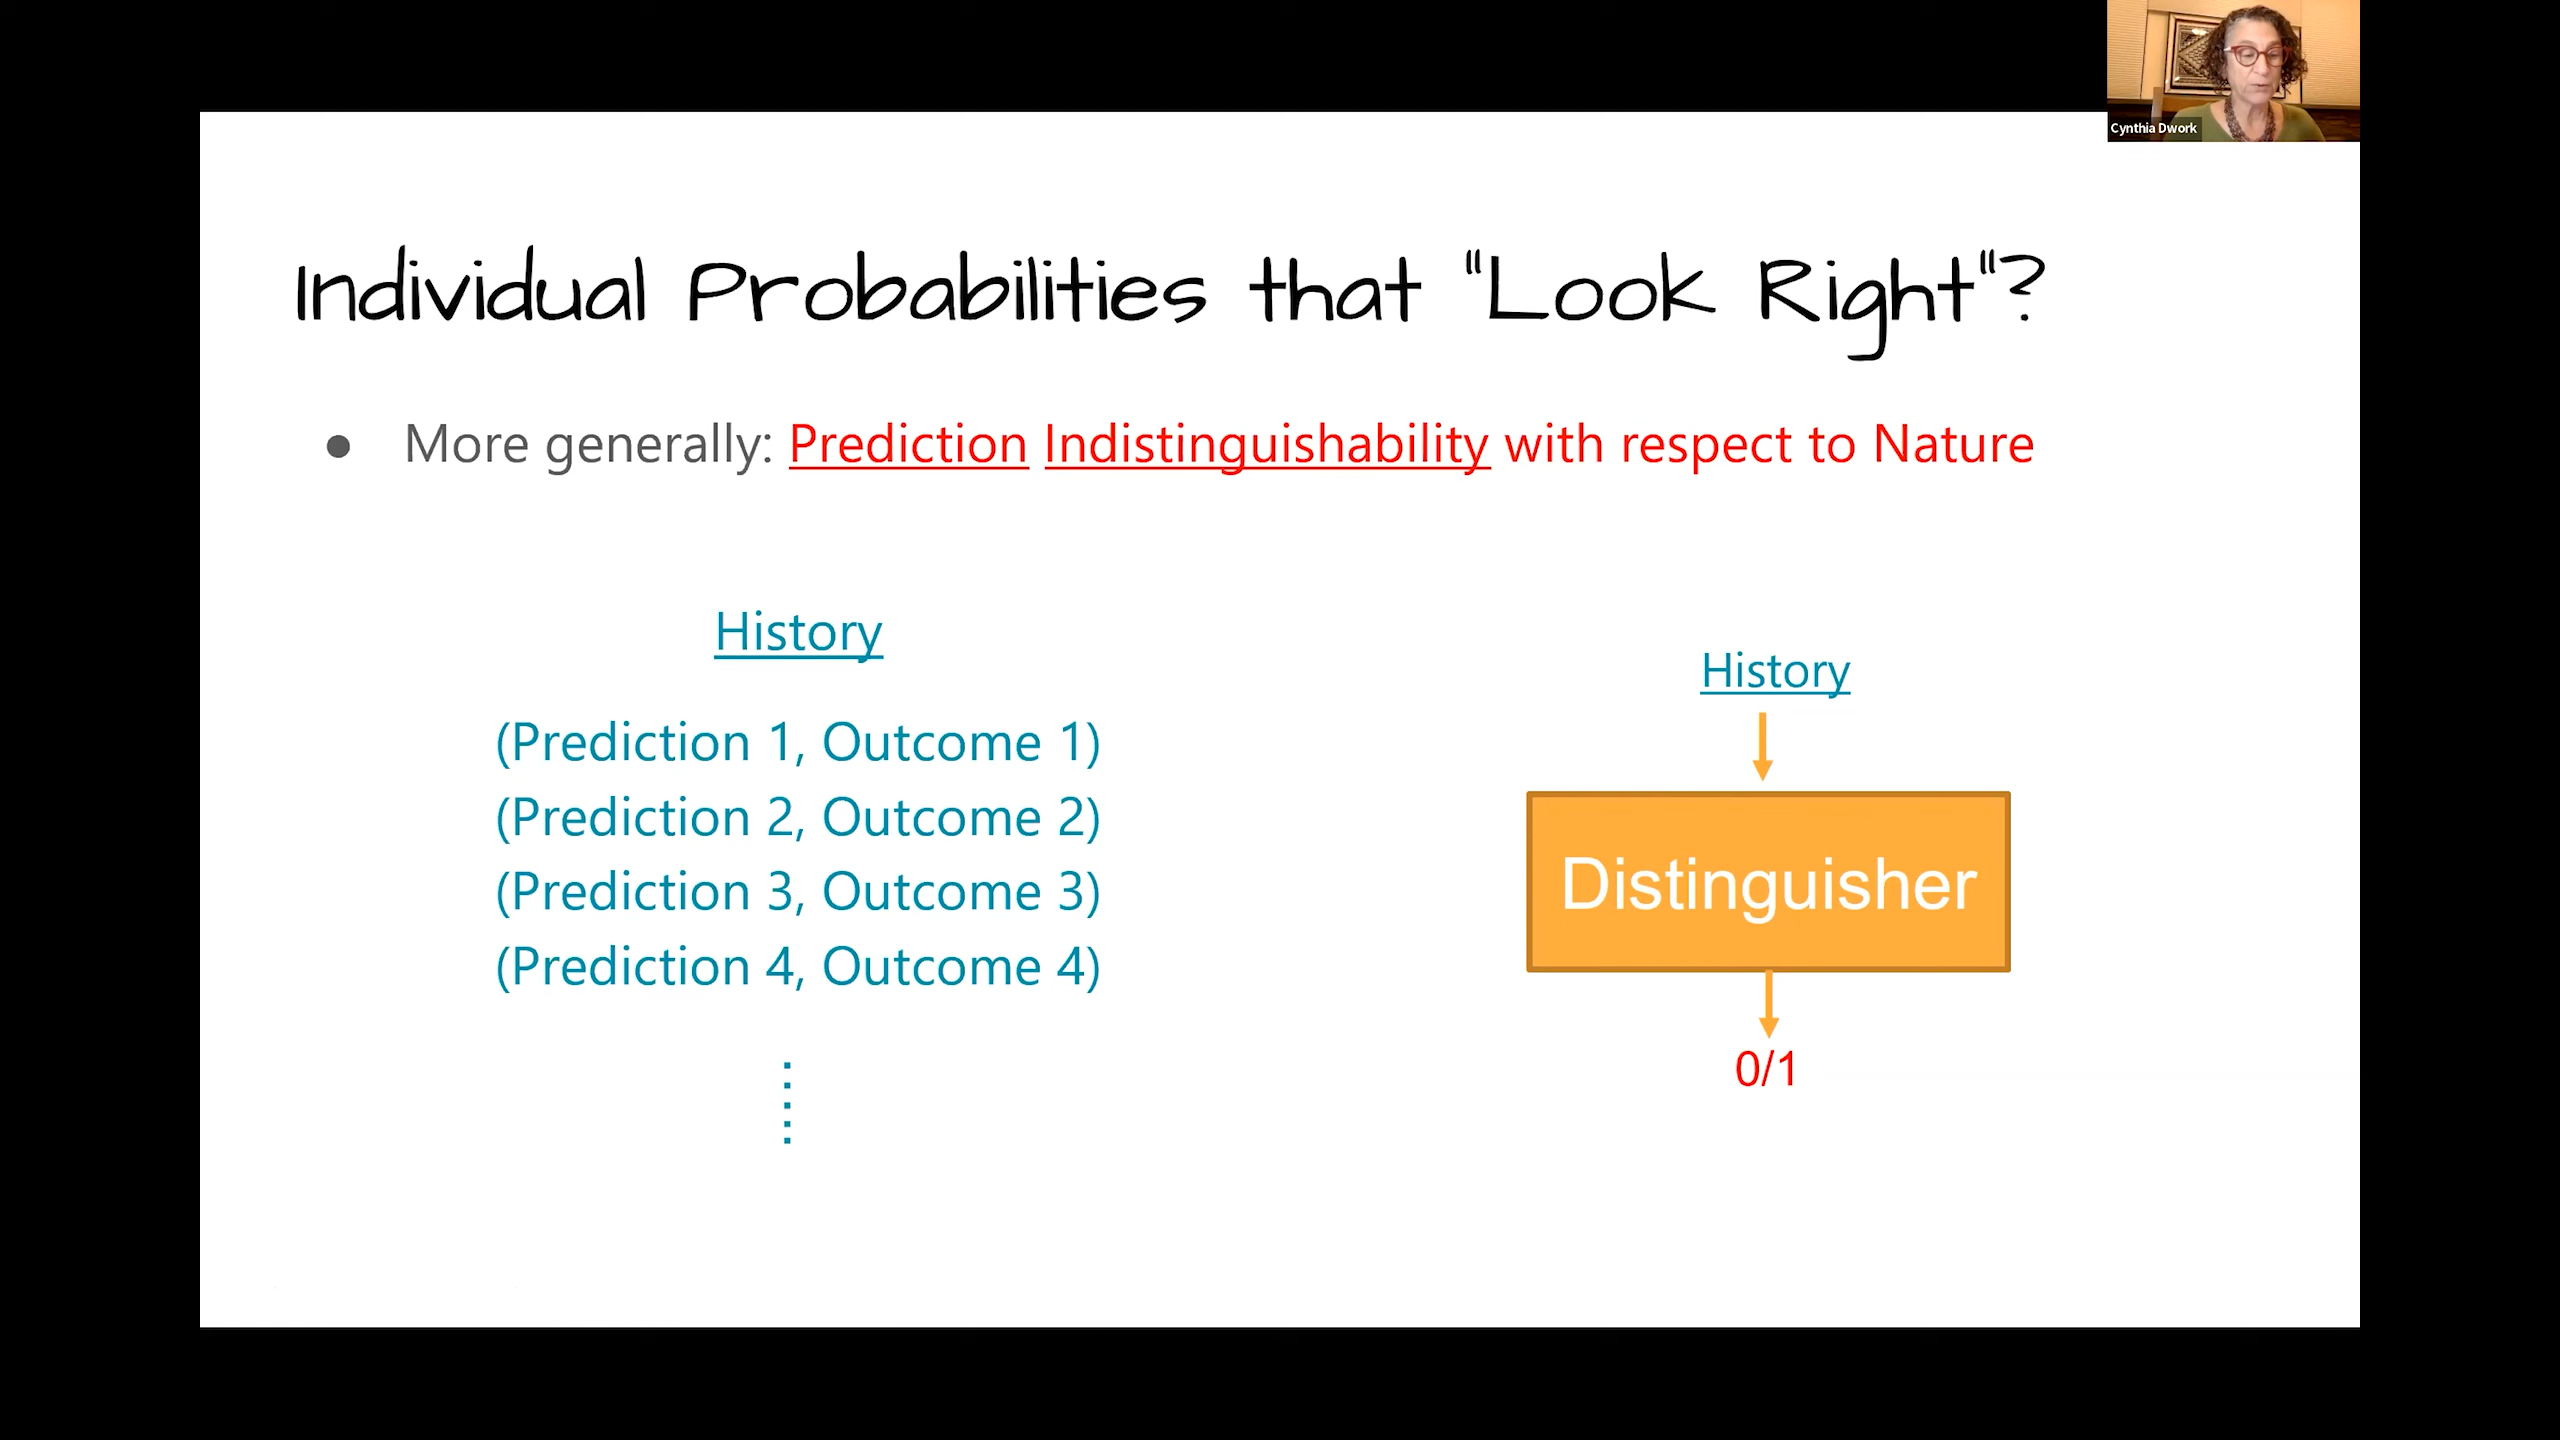 Cynthia Dwork
Individual Probabilities that "Look Right"?
● More generally: Prediction Indistinguishability with respect to Nature
History
(Prediction 1, Outcome 1)
(Prediction 2, Outcome 2)
(Prediction 3, Outcome 3)
(Prediction 4, Outcome 4)
History
Distinguisher
0/1